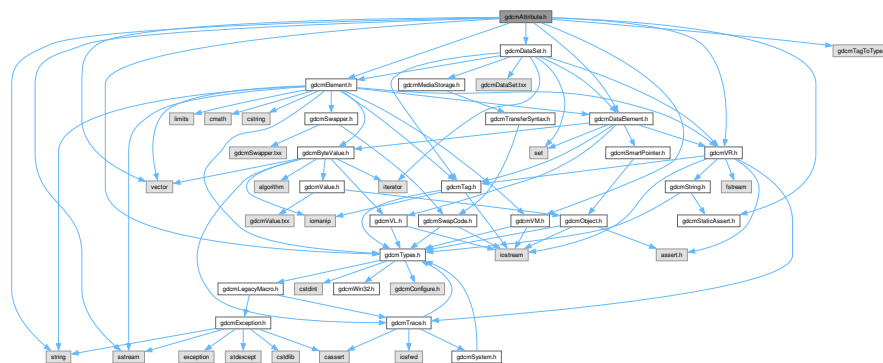 gdcmAttribute.h
gdcmDataSet.h
gdcmTagToType
gdcmElement.h
gdcmMediaStorage.h
gdcmDataSet.txx
limits
cmath
cstring
gdcmSwapper.h
gdcmTransferSyntax.h
gdcmDataElement.h
gdcmSwapper.txx
gdcmByteValue.h
set
gdcmSmartPointer.h
gdcmVR.h
vector
algorithm
gdcmValue.h
iterator
gdcmTag.h
gdcmString.h
fstream
gdcmValue.txx
iomanip
gdcmVL.h
gdcmSwapCode.h
gdcmVM.h
gdcmObject.h
gdcmStaticAssert.h
gdcmTypes.h
iostream
assert.h
gdcmLegacyMacro.h
cstdint
gdcmWin32.h
gdcmConfigure.h
gdcmException.h
gdcmTrace.h
string
sstream
exception
stdexcept
cstdlib
cassert
iosfwd
gdcmSystem.h